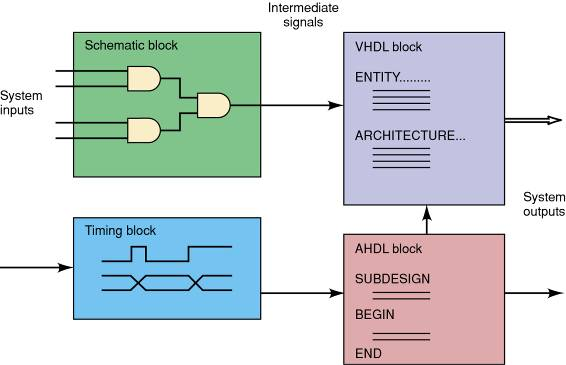 Intermediate
signals
Schematic block
System
inputs
VHDL block
ENTITY.........
ARCHITECTURE...
System
outputs
Timing block
AHDL block
SUBDESIGN
BEGIN
END